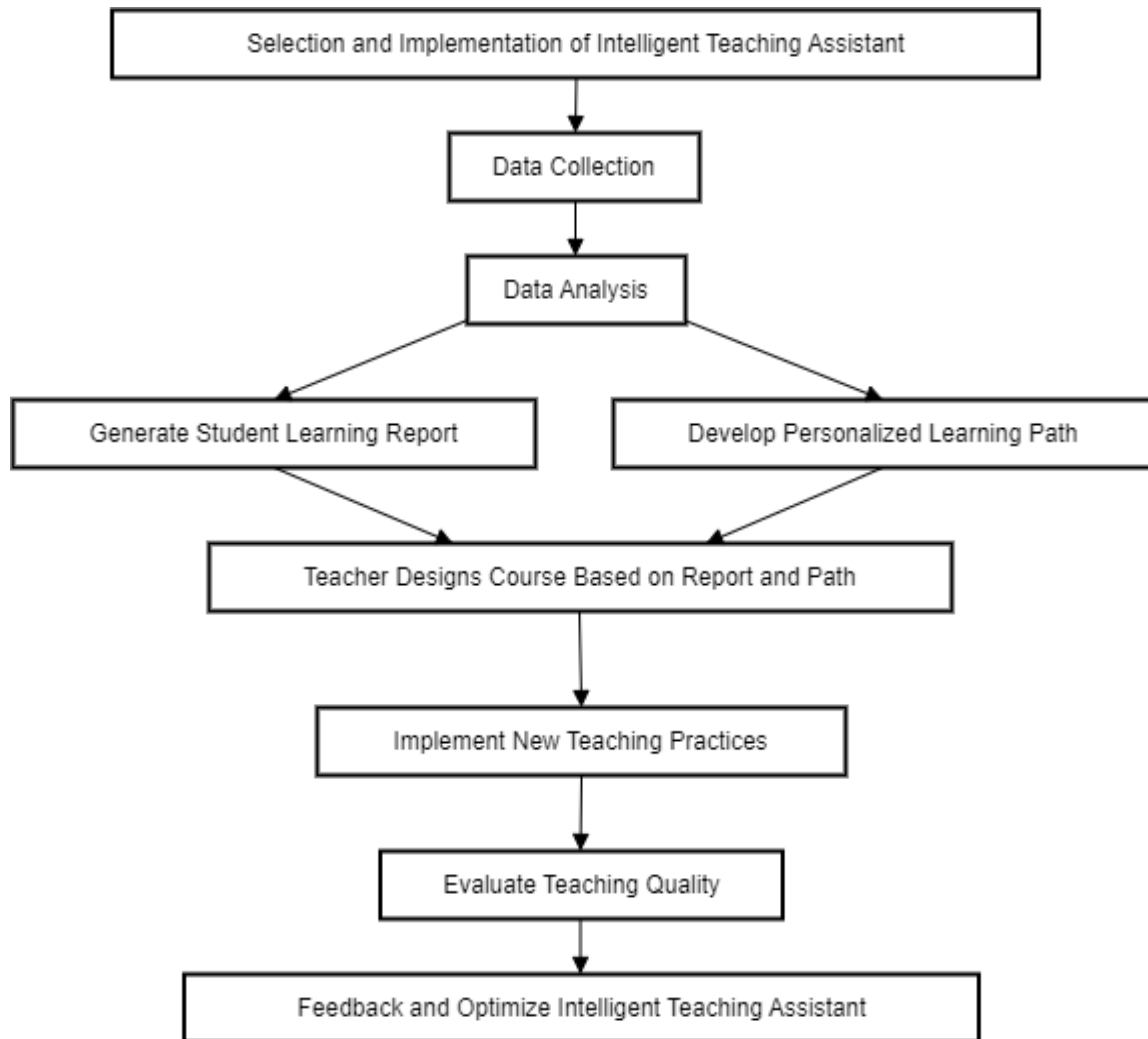 Selection and Implementation of Intelligent Teaching Assistant
Data Collection
Data Analysis
Generate Student Learning Report
Develop Personalized Learning Path
Teacher Designs Course Based on Report and Path
Implement New Teaching Practices
Evaluate Teaching Quality
Feedback and Optimize Intelligent Teaching Assistant